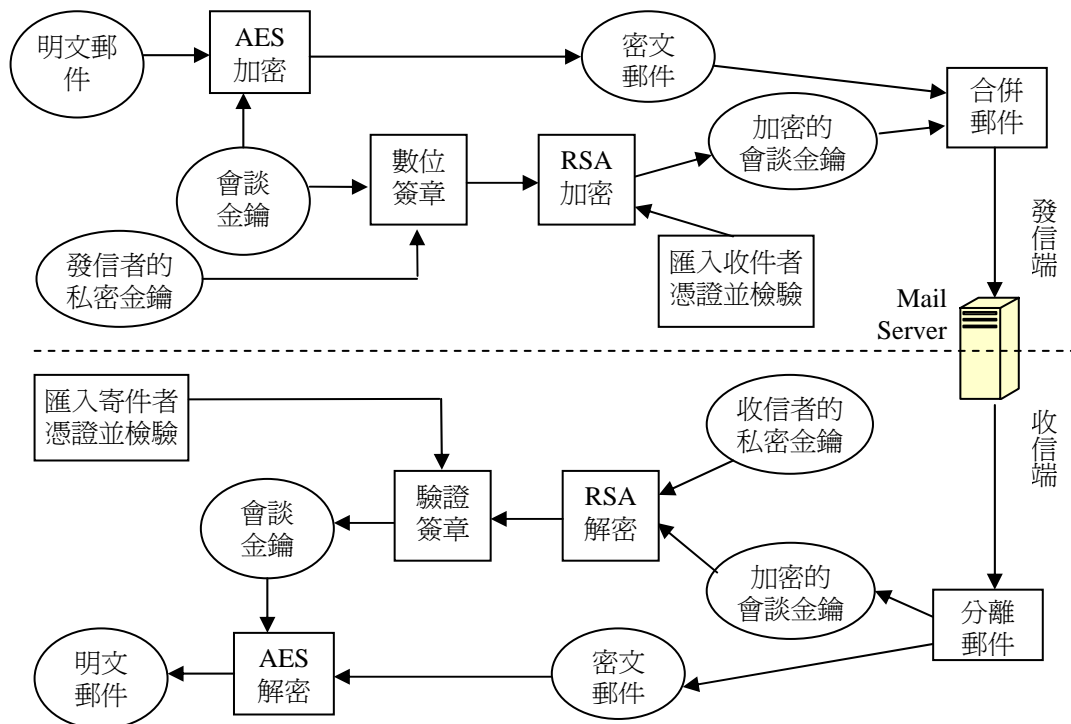 明文郵
件
AES
加密
密文
郵件
合併
郵件
會談
金鑰
數位
簽章
RSA
加密
加密的
會談金鑰
發信者的
私密金鑰
匯入收件者
憑證並檢驗
發信端
Mail
Server
匯入寄件者
憑證並檢驗
收信者的
私密金鑰
收信端
會談
金鑰
驗證
簽章
RSA
解密
加密的
會談金鑰
分離
郵件
明文
郵件
AES
解密
密文
郵件